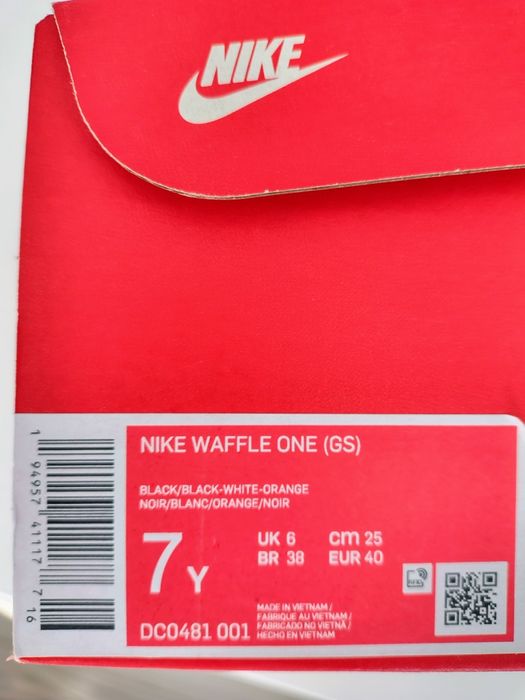 NIKE
NIKE WAFFLE ONE (GS)
BLACK/BLACK-WHITE-ORANGE
NOIR/BLANC/ORANGE/NOIR
7Y
UK 6 cm 25
BR 38 EUR 40
DC0481 001
MADE IN VIETNAM /
FABRIQUE AU VIETNAM /
FABRICADO NO VIETNÃ /
HECHO EN VIETNAM
1 94957 41117 7 16